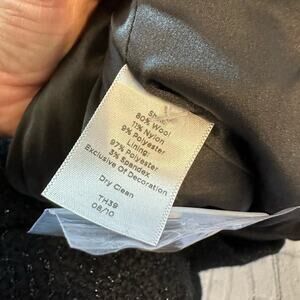 Shell:
80% Wool
11% Nylon
9% Polyester
Lining:
97% Polyester
3% Spandex
Exclusive Of Decoration
Dry Clean
TH39
08/10